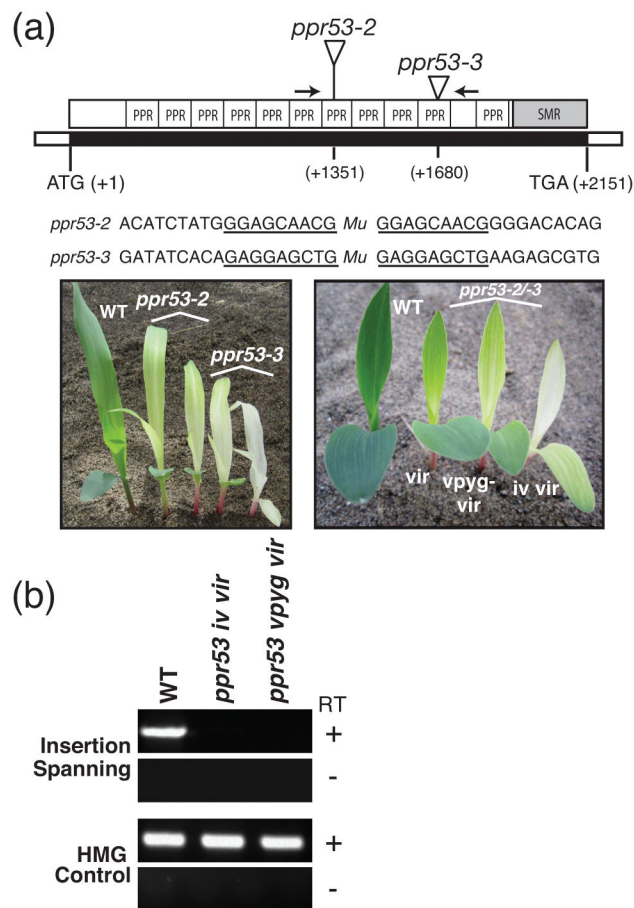 (a)
ppr53-2
ppr53-3
PPR PPR PPR PPR PPR PPR PPR PPR PPR PPR SMR
(+1351) (+1680)
ATG (+1) TGA (+2151)
ppr53-2 ACATCTATGGGAGCAACG Mu GGAGCAACGGGGACACAG
ppr53-3 GATATCACAGAGGAGCTG Mu GAGGAGCTGAAGAGCGTG
WT ppr53-2 ppr53-3
WT ppr53-2/-3
vir vpyg-vir iv vir
(b)
WT ppr53 iv vir ppr53 vpyg vir
RT
Insertion Spanning + -
HMG Control + -